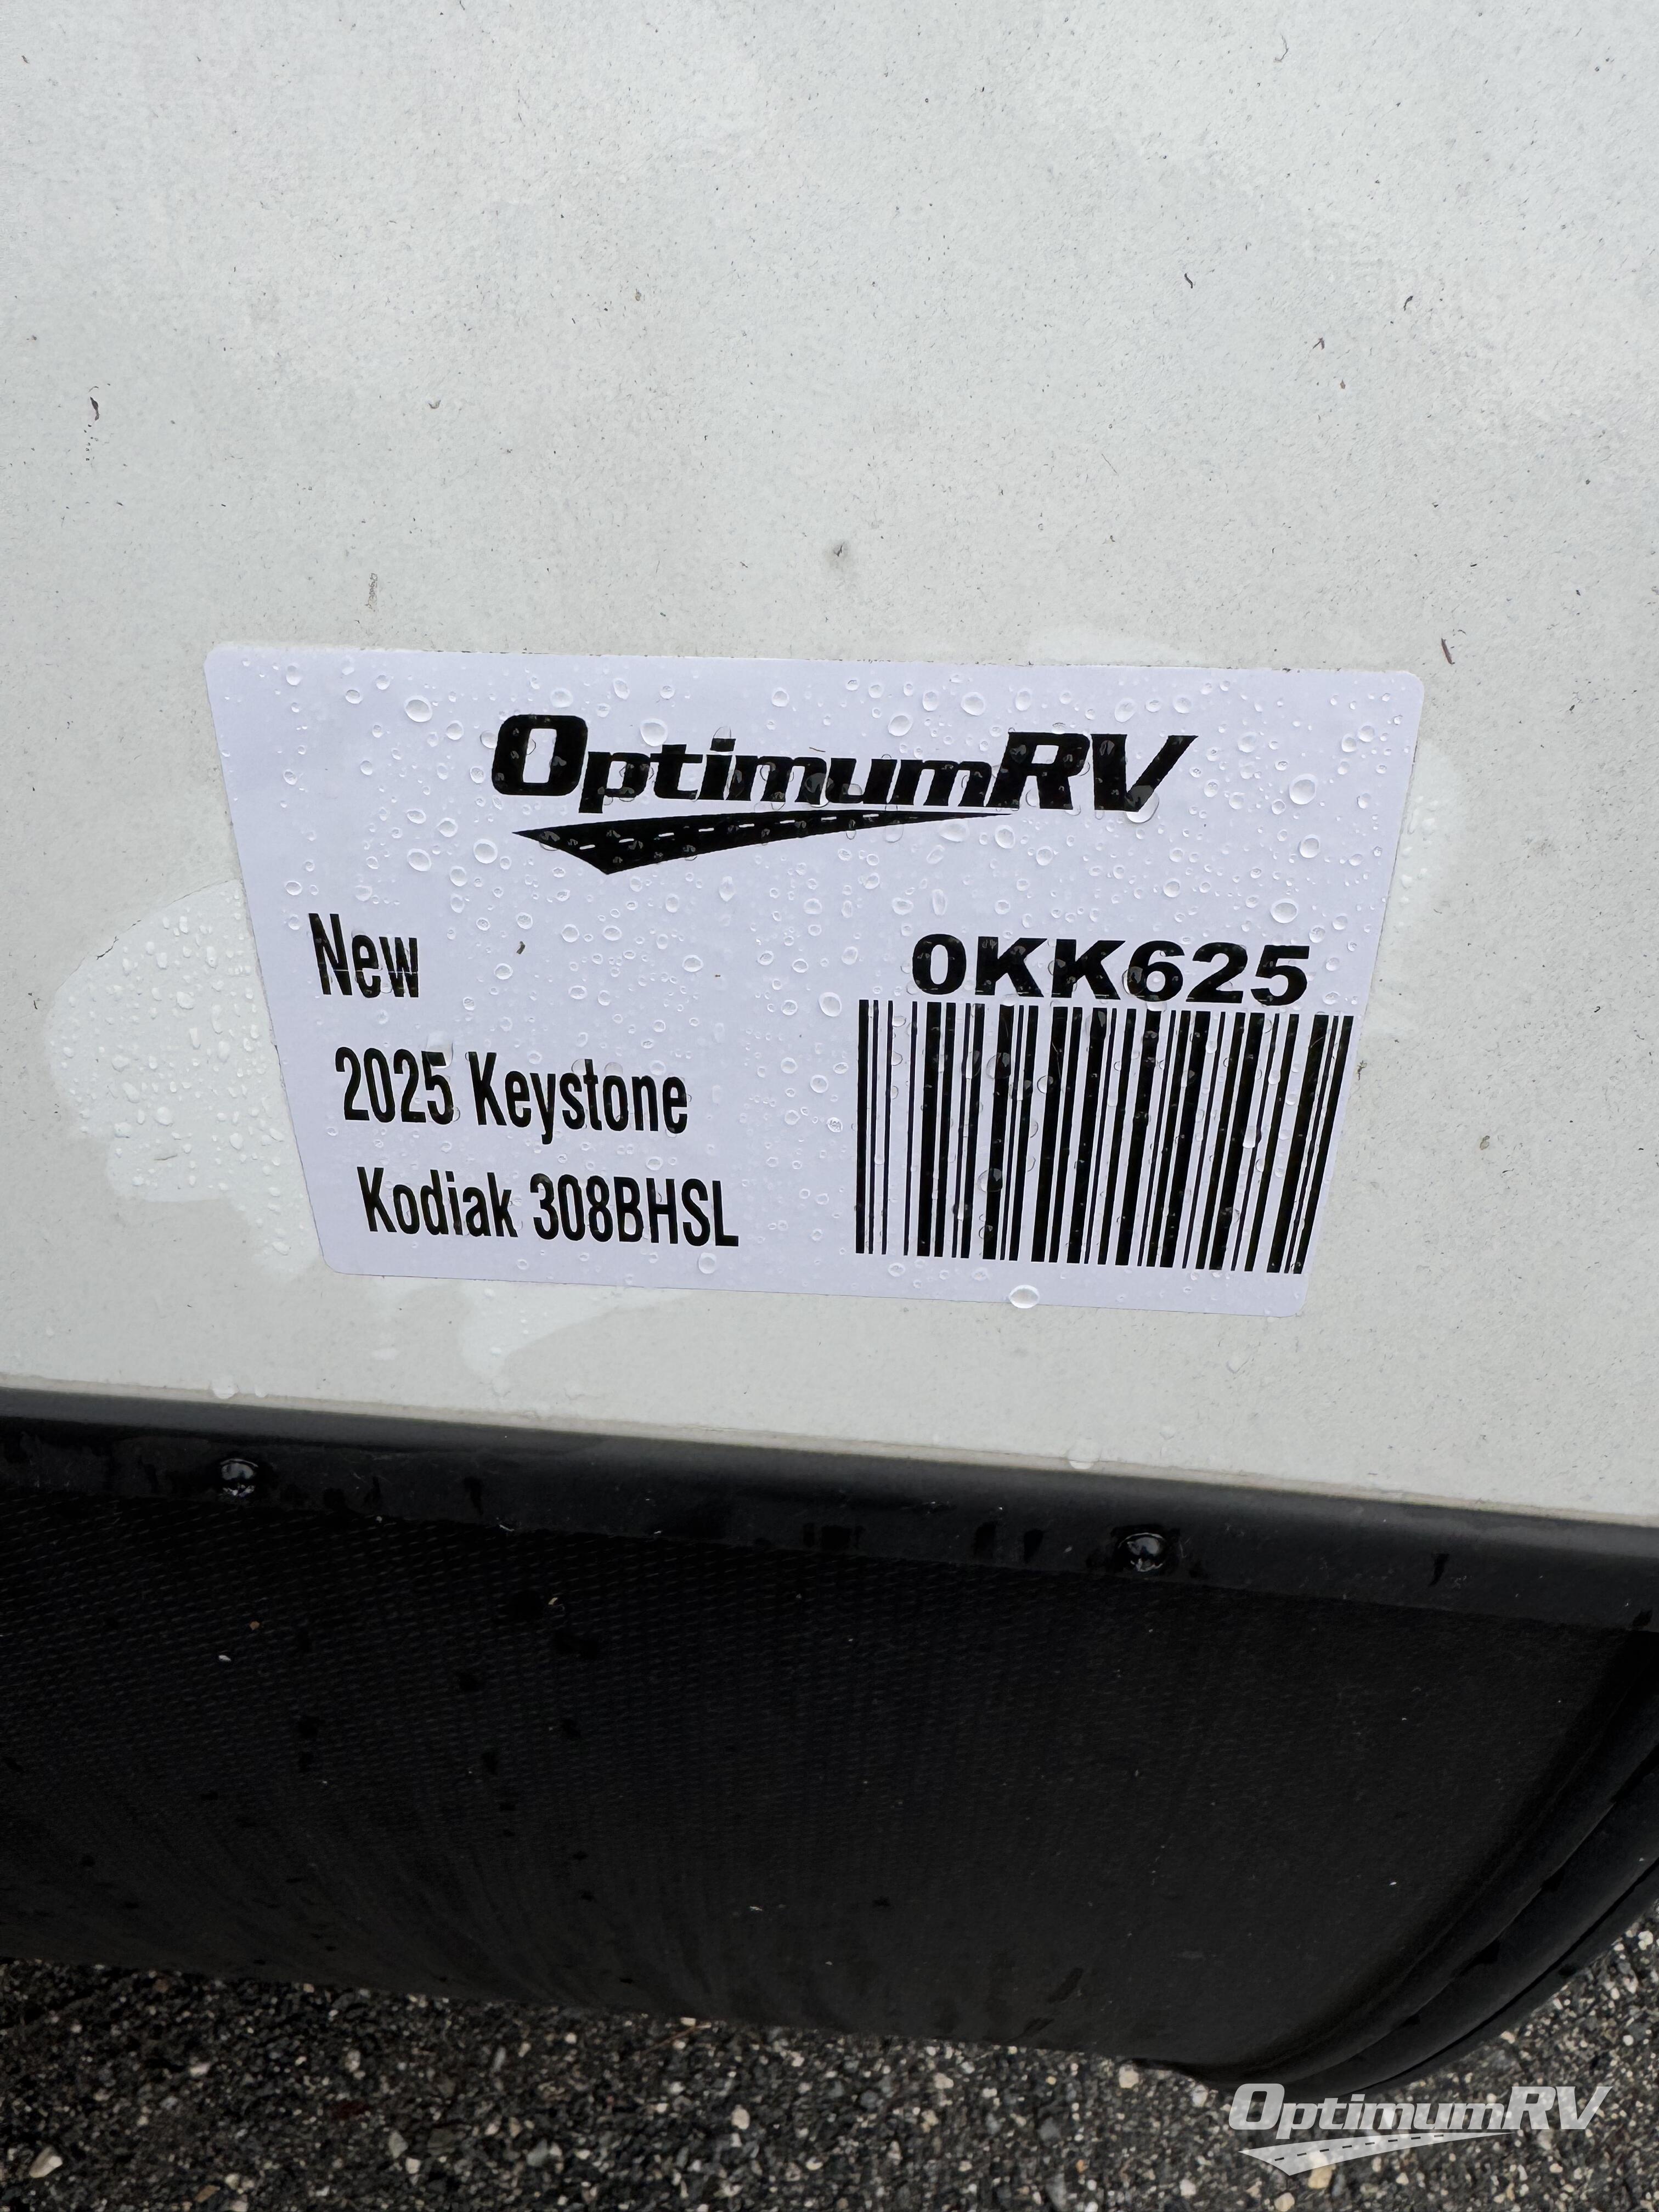 OptimumRV
New
0KK625
2025 Keystone
Kodiak 308BHSL
OptimumRV